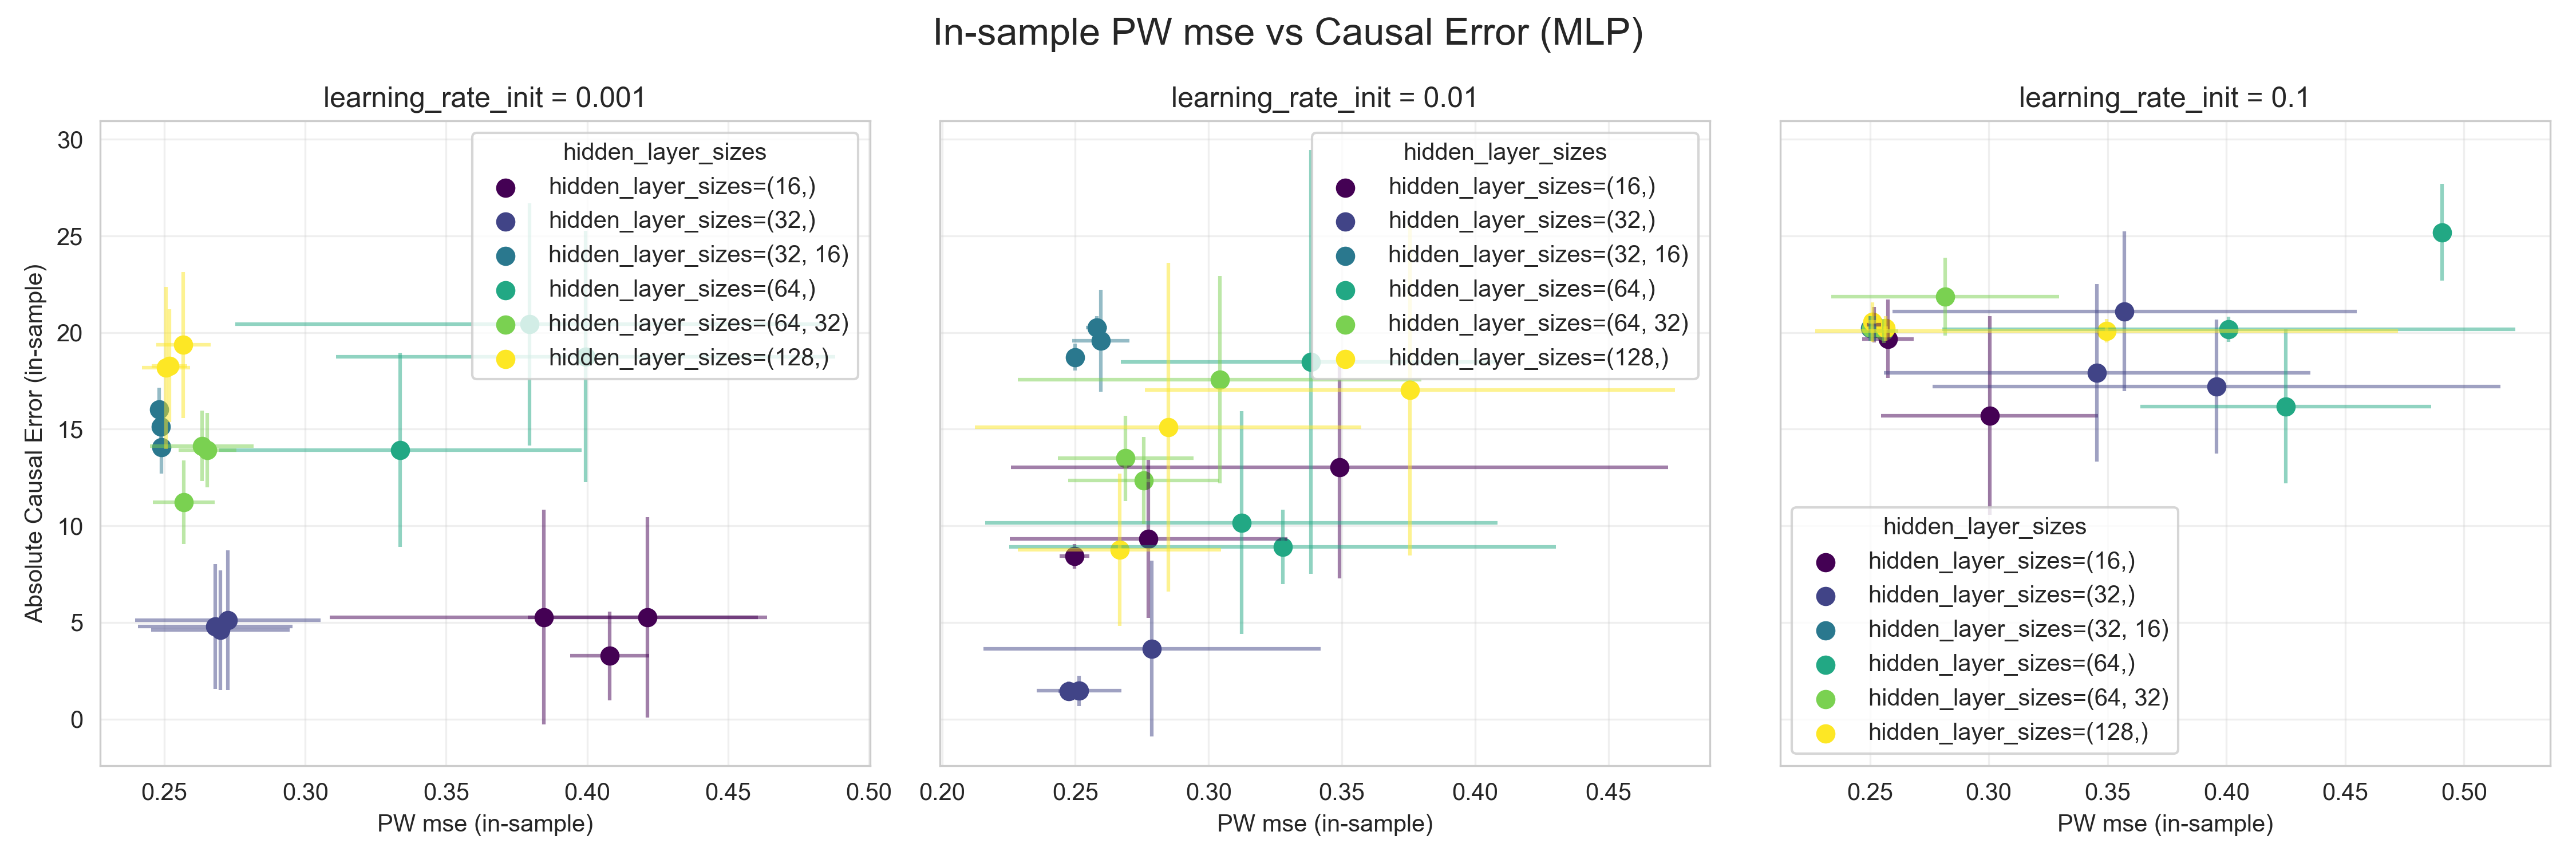 In-sample PW mse vs Causal Error (MLP)
learning_rate_init = 0.001
30
25
20
15
10
5
0
Absolute Causal Error (in-sample)
hidden_layer_sizes
hidden_layer_sizes=(16,)
hidden_layer_sizes=(32,)
hidden_layer_sizes=(32, 16)
hidden_layer_sizes=(64,)
hidden_layer_sizes=(64, 32)
hidden_layer_sizes=(128,)
0.25 0.30 0.35 0.40 0.45 0.50
PW mse (in-sample)
learning_rate_init = 0.01
hidden_layer_sizes
hidden_layer_sizes=(16,)
hidden_layer_sizes=(32,)
hidden_layer_sizes=(32, 16)
hidden_layer_sizes=(64,)
hidden_layer_sizes=(64, 32)
hidden_layer_sizes=(128,)
0.20 0.25 0.30 0.35 0.40 0.45
PW mse (in-sample)
learning_rate_init = 0.1
hidden_layer_sizes
hidden_layer_sizes=(16,)
hidden_layer_sizes=(32,)
hidden_layer_sizes=(32, 16)
hidden_layer_sizes=(64,)
hidden_layer_sizes=(64, 32)
hidden_layer_sizes=(128,)
0.25 0.30 0.35 0.40 0.45 0.50
PW mse (in-sample)